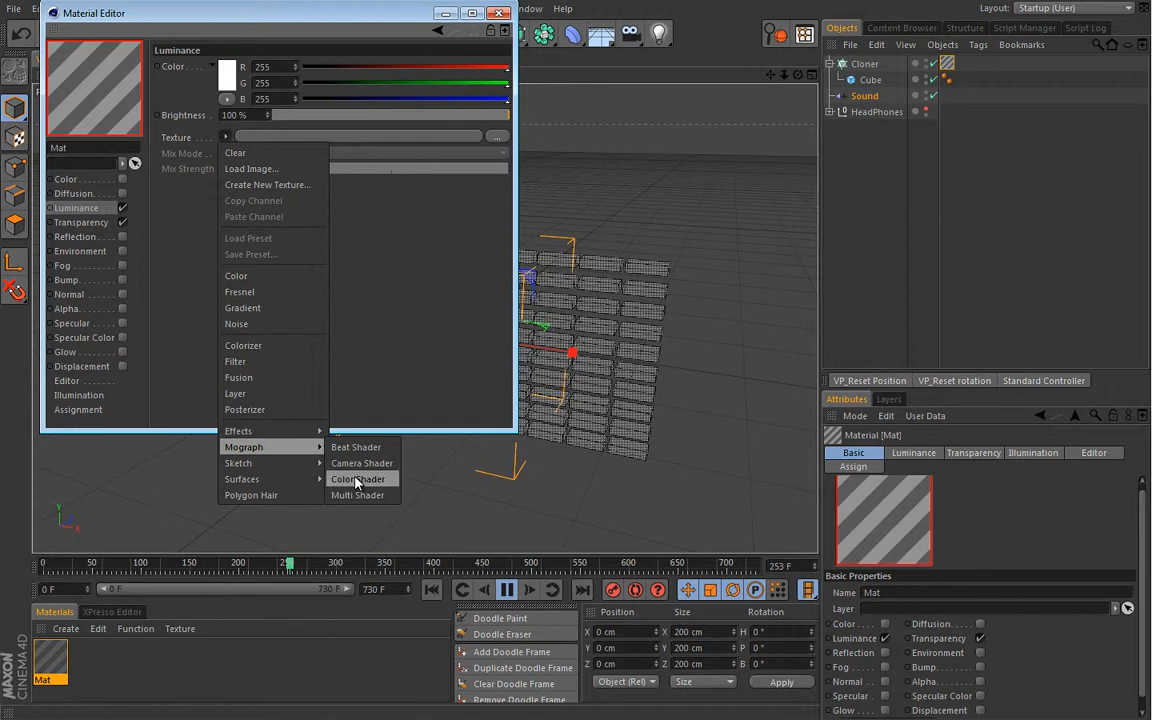 File
Material Editor
Window
Help
Layout: Startup (User)
Objects Content Browser Structure Script Manager Script Log
File Edit View Objects Tags Bookmarks
Cloner
Cube
Sound
HeadPhones
Luminance
Color
R 255
G 255
B 255
Brightness 100 %
Texture
Mix Mode
Mix Strength
Mat
Color
Diffusion
Luminance
Transparency
Reflection
Environment
Fog
Bump
Normal
Alpha
Specular
Specular Color
Glow
Displacement
Editor
Illumination
Assignment
Clear
Load Image...
Create New Texture...
Copy Channel
Paste Channel
Load Preset
Save Preset...
Color
Fresnel
Gradient
Noise
Colorizer
Filter
Fusion
Layer
Posterizer
Effects
Mograph
Sketch
Surfaces
Polygon Hair
Beat Shader
Camera Shader
Color Shader
Multi Shader
VP_Reset Position VP_Reset rotation Standard Controller
Attributes Layers
Mode Edit User Data
Material [Mat]
Basic Luminance Transparency Illumination
Assign
Basic Properties
Name Mat
Layer
Color Diffusion
Luminance Transparency
Reflection Environment
Fog Bump
Normal Alpha
Specular Specular Color
Glow Displacement
Y
X
0 50 100 150 200 25 300 350 400 450 500 550 600 650 700
253 F
0 F 0 F 730 F 730 F
Materials XPresso Editor
Create Edit Function Texture
Mat
Doodle Paint
Doodle Eraser
Add Doodle Frame
Duplicate Doodle Frame
Clear Doodle Frame
Remove Doodle Frame
Position Size Rotation
X 0 cm X 200 cm H 0 °
Y 0 cm Y 200 cm P 0 °
Z 0 cm Z 200 cm B 0 °
Object (Rel) Size Apply
MAXON
CINEMA 4D